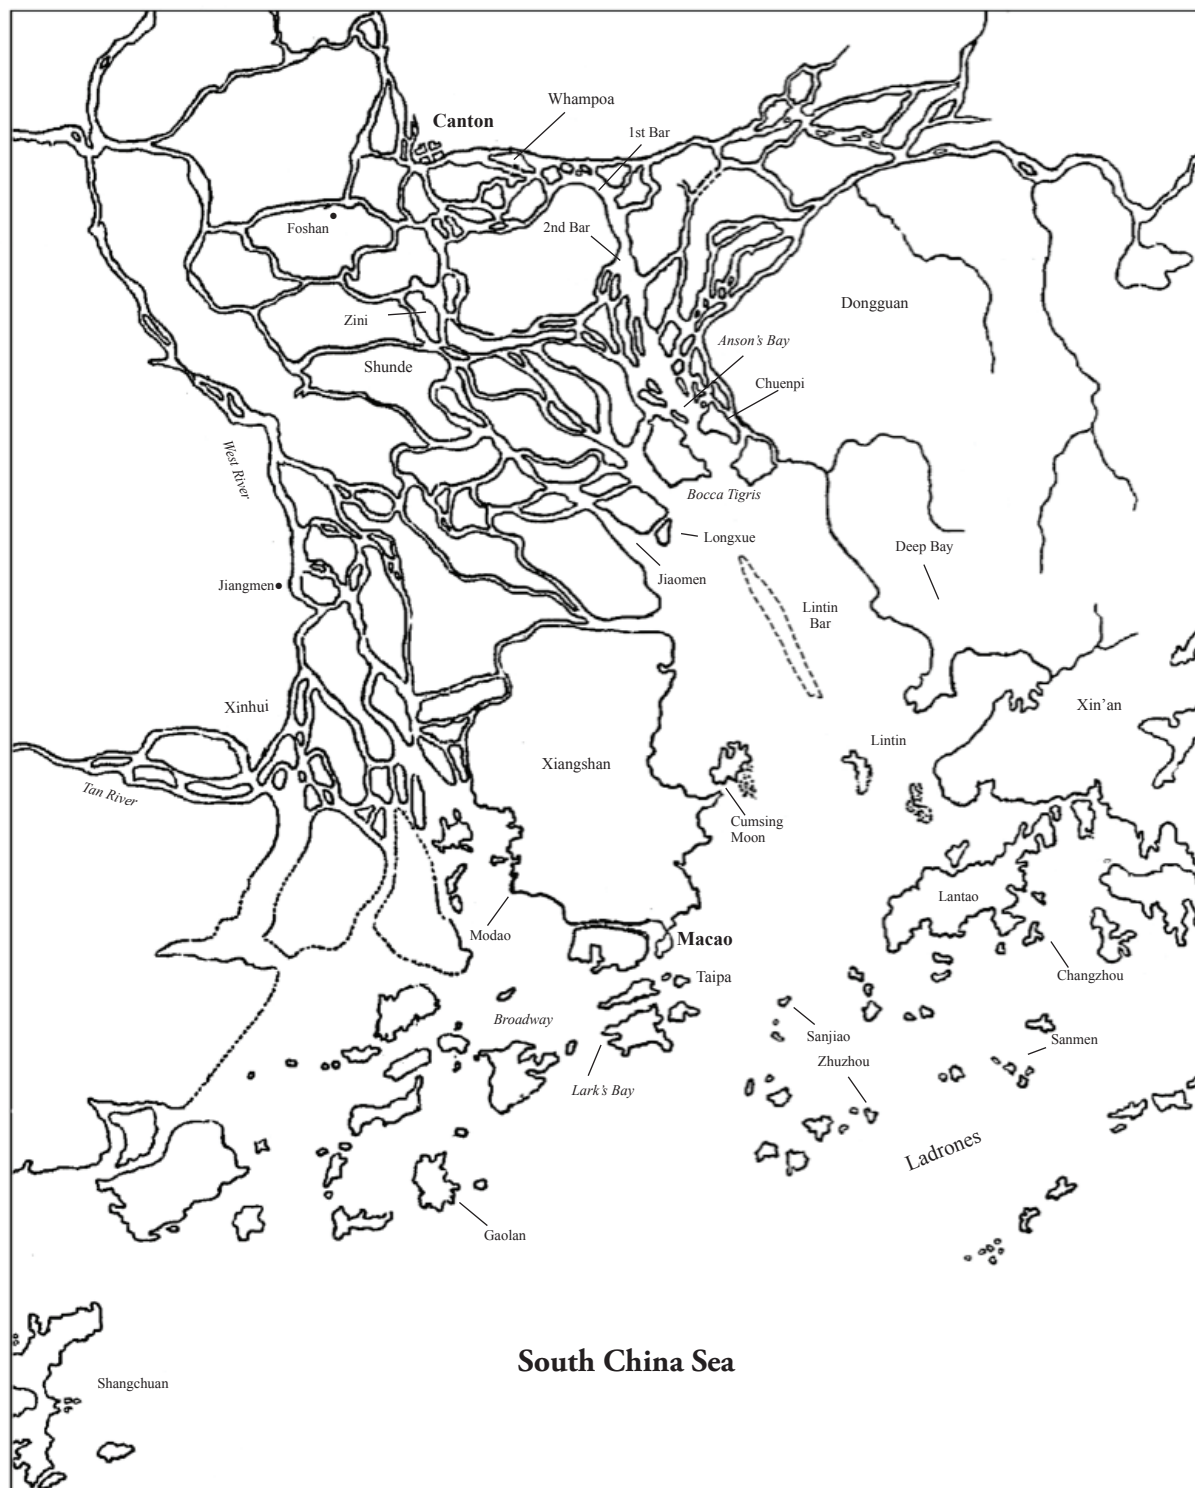 Whampoa
Canton
1st Bar
Foshan
2nd Bar
Dongguan
Zini
Anson's Bay
Shunde
Chuenpi
West River
Bocca Tigris
Longxue
Deep Bay
Jiaomen
Jiangmen
Lintin
Bar
Xinhui
Xin'an
Lintin
Xiangshan
Tan River
Cumsing
Moon
Lantao
Modao
Macao
Changzhou
Taipa
Broadway
Sanjiao
Sanmen
Zhuzhou
Lark's Bay
Ladrones
Gaolan
South China Sea
Shangchuan